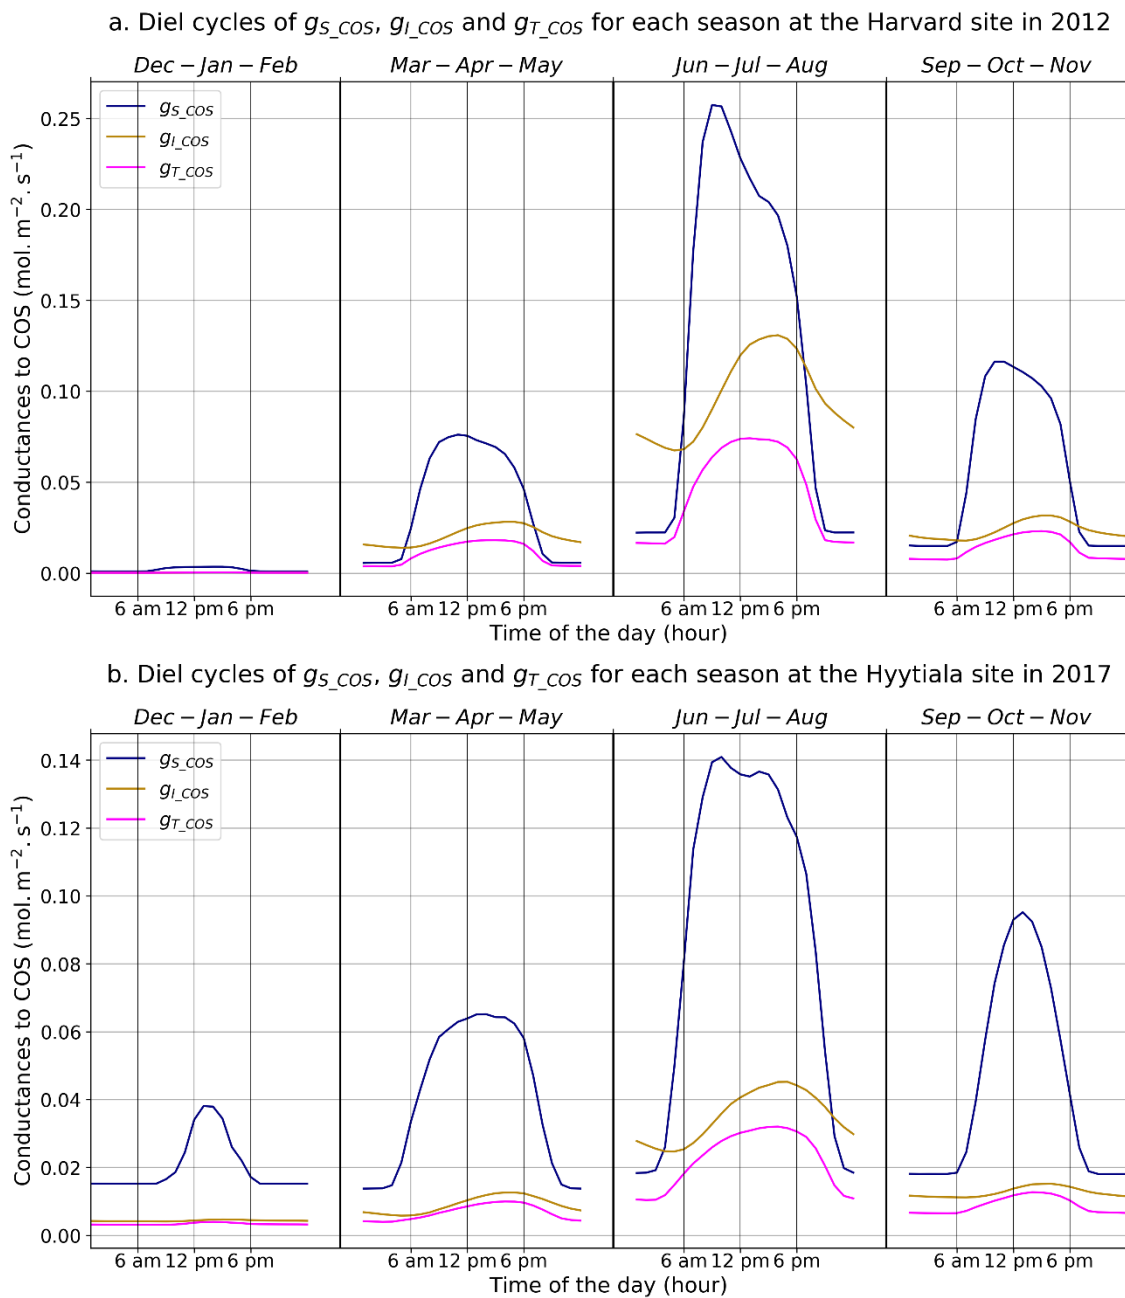 a. Diel cycles of g_S_COS, g_I_COS and g_T_COS for each season at the Harvard site in 2012
Dec − Jan − Feb Mar − Apr − May Jun − Jul − Aug Sep − Oct − Nov
g_S_COS
g_I_COS
g_T_COS
Conductances to COS (mol. m⁻². s⁻¹)
0.25
0.20
0.15
0.10
0.05
0.00
6 am 12 pm 6 pm 6 am 12 pm 6 pm 6 am 12 pm 6 pm 6 am 12 pm 6 pm
Time of the day (hour)
b. Diel cycles of g_S_COS, g_I_COS and g_T_COS for each season at the Hyytiala site in 2017
Dec − Jan − Feb Mar − Apr − May Jun − Jul − Aug Sep − Oct − Nov
g_S_COS
g_I_COS
g_T_COS
Conductances to COS (mol. m⁻². s⁻¹)
0.14
0.12
0.10
0.08
0.06
0.04
0.02
0.00
6 am 12 pm 6 pm 6 am 12 pm 6 pm 6 am 12 pm 6 pm 6 am 12 pm 6 pm
Time of the day (hour)